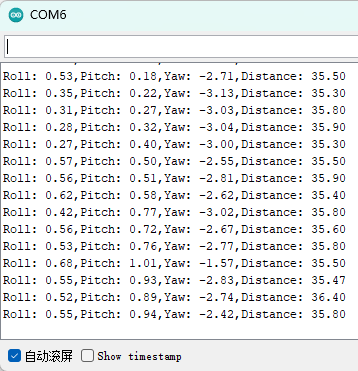 COM6
Roll: 0.53,Pitch: 0.18,Yaw: -2.71,Distance: 35.50
Roll: 0.35,Pitch: 0.22,Yaw: -3.13,Distance: 35.30
Roll: 0.31,Pitch: 0.27,Yaw: -3.03,Distance: 35.80
Roll: 0.28,Pitch: 0.32,Yaw: -3.04,Distance: 35.90
Roll: 0.27,Pitch: 0.40,Yaw: -3.00,Distance: 35.30
Roll: 0.57,Pitch: 0.50,Yaw: -2.55,Distance: 35.50
Roll: 0.56,Pitch: 0.51,Yaw: -2.81,Distance: 35.90
Roll: 0.62,Pitch: 0.58,Yaw: -2.62,Distance: 35.40
Roll: 0.42,Pitch: 0.77,Yaw: -3.02,Distance: 35.80
Roll: 0.56,Pitch: 0.72,Yaw: -2.67,Distance: 35.60
Roll: 0.53,Pitch: 0.76,Yaw: -2.77,Distance: 35.80
Roll: 0.68,Pitch: 1.01,Yaw: -1.57,Distance: 35.50
Roll: 0.55,Pitch: 0.93,Yaw: -2.83,Distance: 35.47
Roll: 0.52,Pitch: 0.89,Yaw: -2.74,Distance: 36.40
Roll: 0.55,Pitch: 0.94,Yaw: -2.42,Distance: 35.80
自动滚屏 Show timestamp